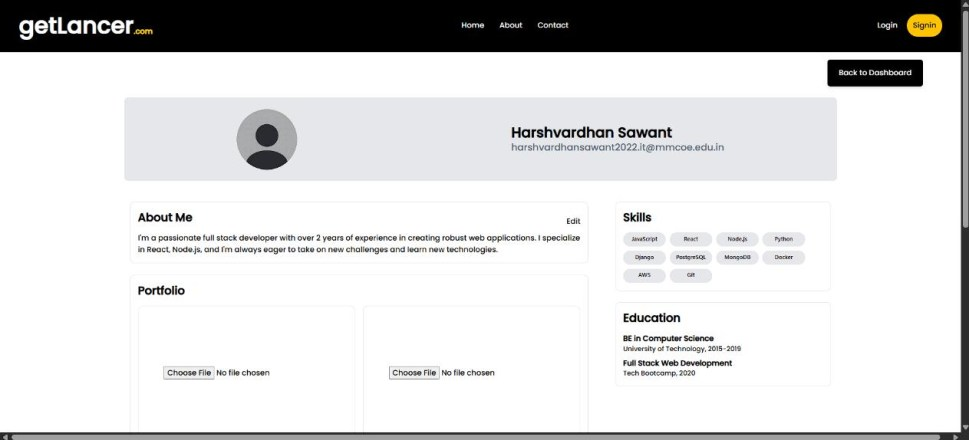 getLancer.com
Home About Contact
Login Signin
Back to Dashboard
Harshvardhan Sawant
harshvardhansawant2022.it@mmcoe.edu.in
About Me
Edit
I'm a passionate full stack developer with over 2 years of experience in creating robust web applications. I specialize
in React, Node.js, and I'm always eager to take on new challenges and learn new technologies.
Portfolio
Choose File No file chosen
Choose File No file chosen
Skills
JavaScript React Node.js Python
Django PostgreSQL MongoDB Docker
AWS Git
Education
BE in Computer Science
University of Technology, 2015-2019
Full Stack Web Development
Tech Bootcamp, 2020